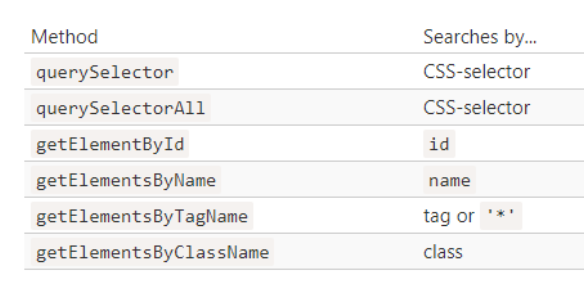 Method Searches by...
querySelector CSS-selector
querySelectorAll CSS-selector
getElementById id
getElementsByName name
getElementsByTagName tag or '*'
getElementsByClassName class